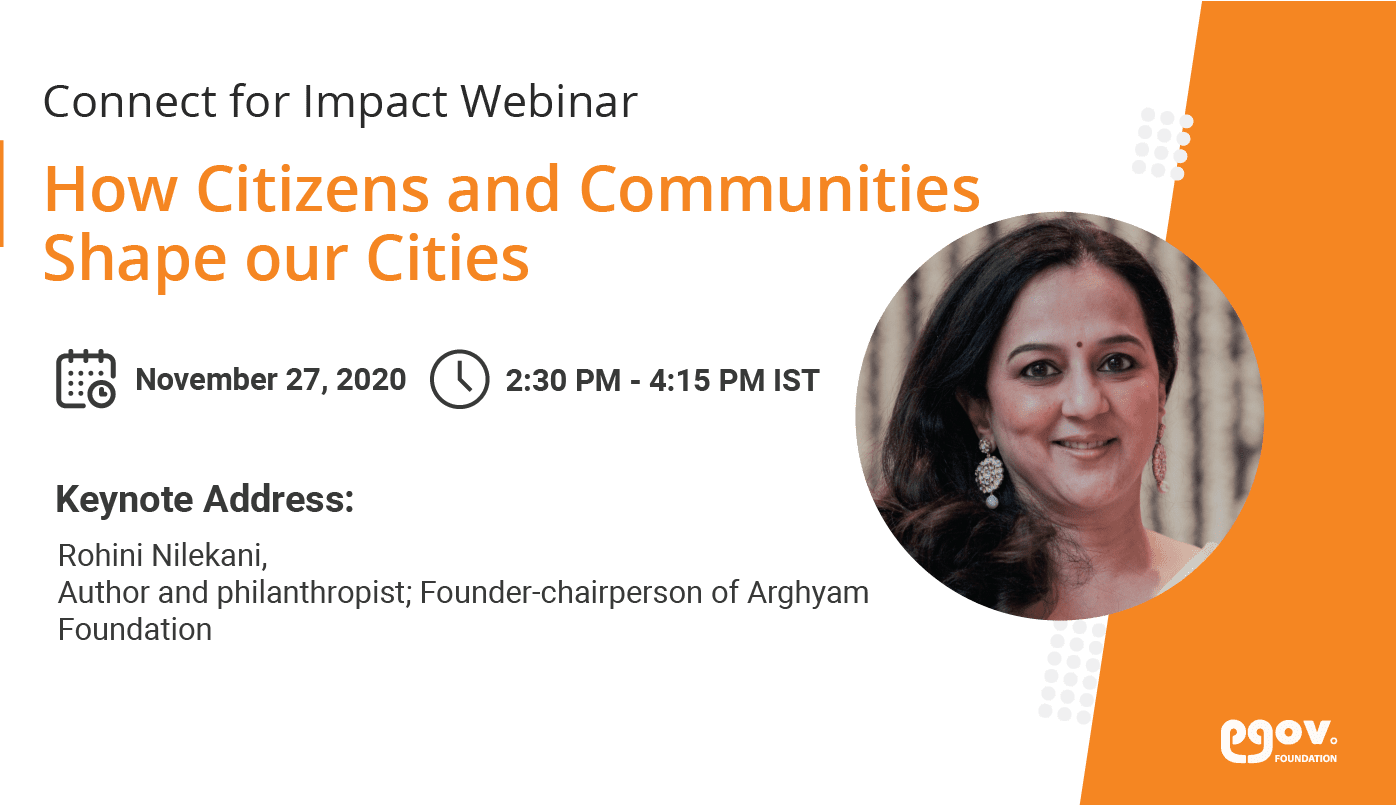 Connect for Impact Webinar
How Citizens and Communities
Shape our Cities
November 27, 2020
2:30 PM - 4:15 PM IST
Keynote Address:
Rohini Nilekani,
Author and philanthropist; Founder-chairperson of Arghyam
Foundation
egov.
FOUNDATION